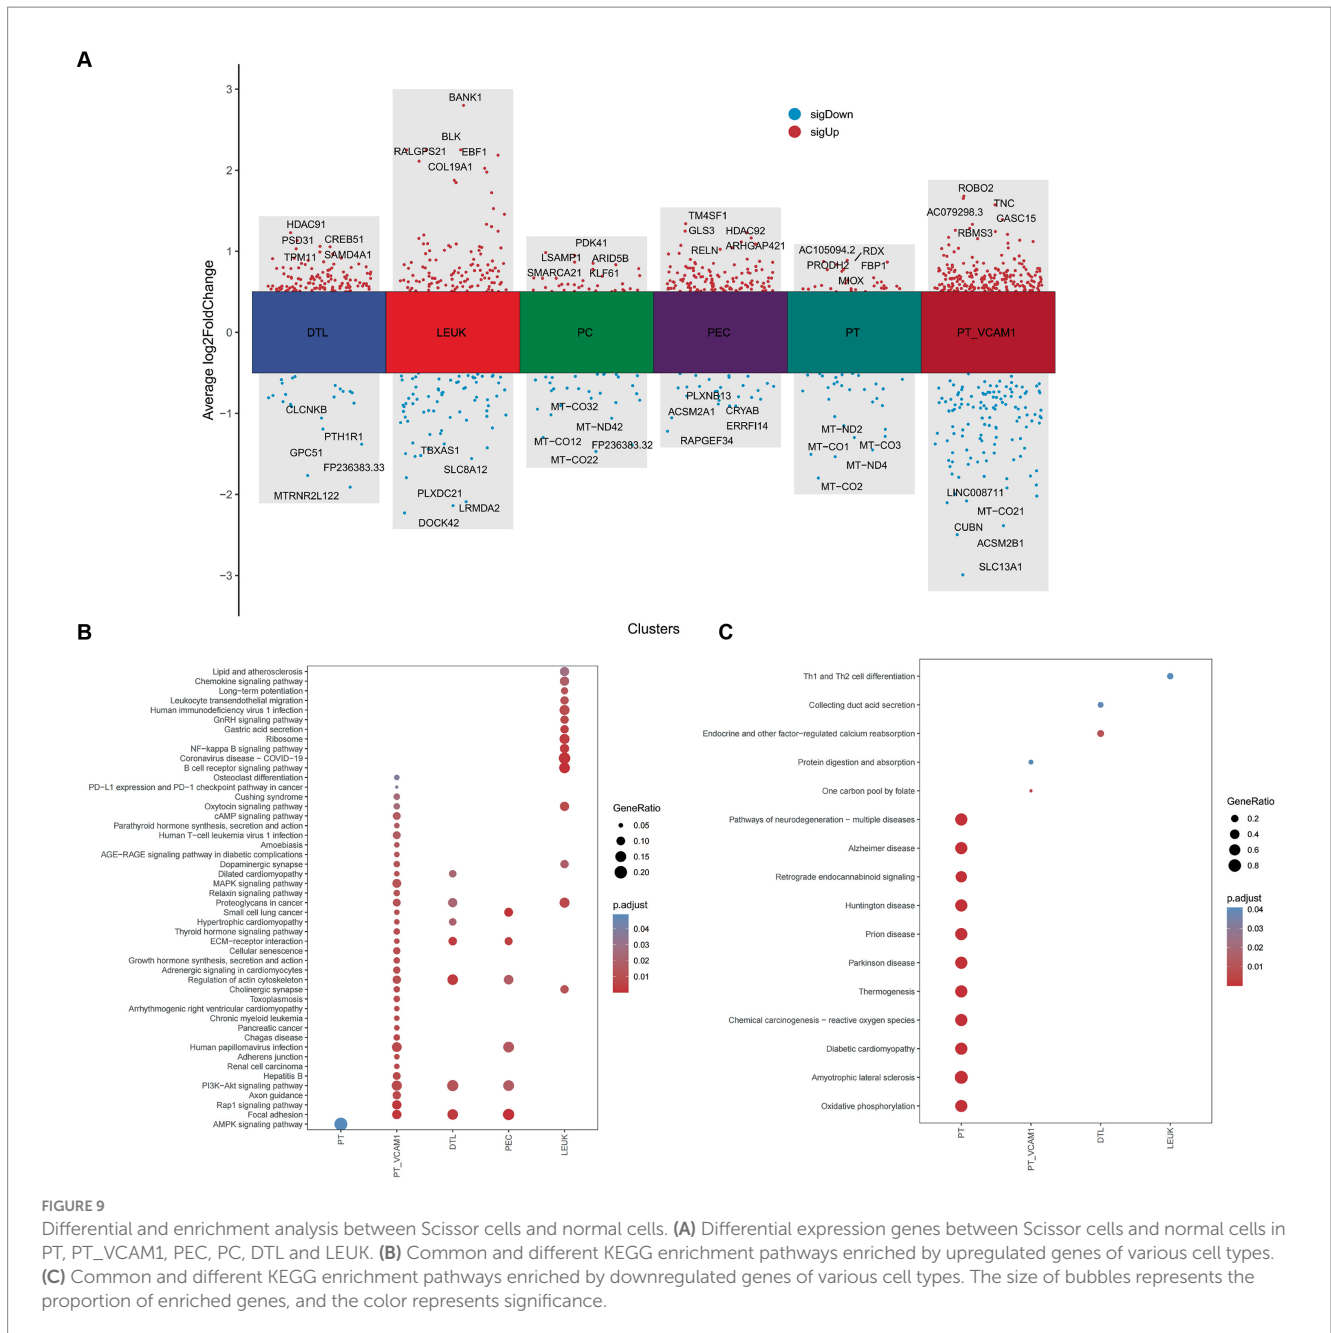 A
Average log2FoldChange
3
2
1
0
−1
−2
−3
sigDown
sigUp
BANK1
BLK
RALGPS21
EBF1
COL19A1
HDAC91
PSD31
CREB51
TPM11
SAMD4A1
PDK41
LSAMP1
ARID5B
SMARCA21
KLF61
TM4SF1
GLS3
HDAC92
RELN
ARHGAP421
AC105094.2
RDX
PRODH2
FBP1
MIOX
ROBO2
TNC
AC079298.3
CASC15
RBMS3
DTL
LEUK
PC
PEC
PT
PT_VCAM1
CLCNKB
PTH1R1
GPC51
FP236383.33
MTRNR2L122
TBXAS1
SLC8A12
PLXDC21
LRMDA2
DOCK42
MT−CO32
MT−ND42
MT−CO12
FP236383.32
MT−CO22
PLXNB13
ACSM2A1
CRYAB
ERRFI14
RAPGEF34
MT−ND2
MT−CO1
MT−CO3
MT−ND4
MT−CO2
LINC008711
MT−CO21
CUBN
ACSM2B1
SLC13A1
Clusters
B
Lipid and atherosclerosis
Chemokine signaling pathway
Long−term potentiation
Leukocyte transendothelial migration
Human immunodeficiency virus 1 infection
GnRH signaling pathway
Gastric acid secretion
Ribosome
NF−kappa B signaling pathway
Coronavirus disease − COVID−19
B cell receptor signaling pathway
Osteoclast differentiation
PD−L1 expression and PD−1 checkpoint pathway in cancer
Cushing syndrome
Oxytocin signaling pathway
cAMP signaling pathway
Parathyroid hormone synthesis, secretion and action
Human T−cell leukemia virus 1 infection
Amoebiasis
AGE−RAGE signaling pathway in diabetic complications
Dopaminergic synapse
Dilated cardiomyopathy
MAPK signaling pathway
Relaxin signaling pathway
Proteoglycans in cancer
Small cell lung cancer
Hypertrophic cardiomyopathy
Thyroid hormone signaling pathway
ECM−receptor interaction
Cellular senescence
Growth hormone synthesis, secretion and action
Adrenergic signaling in cardiomyocytes
Regulation of actin cytoskeleton
Cholinergic synapse
Toxoplasmosis
Arrhythmogenic right ventricular cardiomyopathy
Chronic myeloid leukemia
Pancreatic cancer
Chagas disease
Human papillomavirus infection
Adherens junction
Renal cell carcinoma
Hepatitis B
PI3K−Akt signaling pathway
Axon guidance
Rap1 signaling pathway
Focal adhesion
AMPK signaling pathway
PT
PT_VCAM1
DTL
PEC
LEUK
GeneRatio
0.05
0.10
0.15
0.20
p.adjust
0.04
0.03
0.02
0.01
C
Th1 and Th2 cell differentiation
Collecting duct acid secretion
Endocrine and other factor−regulated calcium reabsorption
Protein digestion and absorption
One carbon pool by folate
Pathways of neurodegeneration − multiple diseases
Alzheimer disease
Retrograde endocannabinoid signaling
Huntington disease
Prion disease
Parkinson disease
Thermogenesis
Chemical carcinogenesis − reactive oxygen species
Diabetic cardiomyopathy
Amyotrophic lateral sclerosis
Oxidative phosphorylation
PT
PT_VCAM1
DTL
LEUK
GeneRatio
0.2
0.4
0.6
0.8
p.adjust
0.04
0.03
0.02
0.01
FIGURE 9
Differential and enrichment analysis between Scissor cells and normal cells. (A) Differential expression genes between Scissor cells and normal cells in
PT, PT_VCAM1, PEC, PC, DTL and LEUK. (B) Common and different KEGG enrichment pathways enriched by upregulated genes of various cell types.
(C) Common and different KEGG enrichment pathways enriched by downregulated genes of various cell types. The size of bubbles represents the
proportion of enriched genes, and the color represents significance.